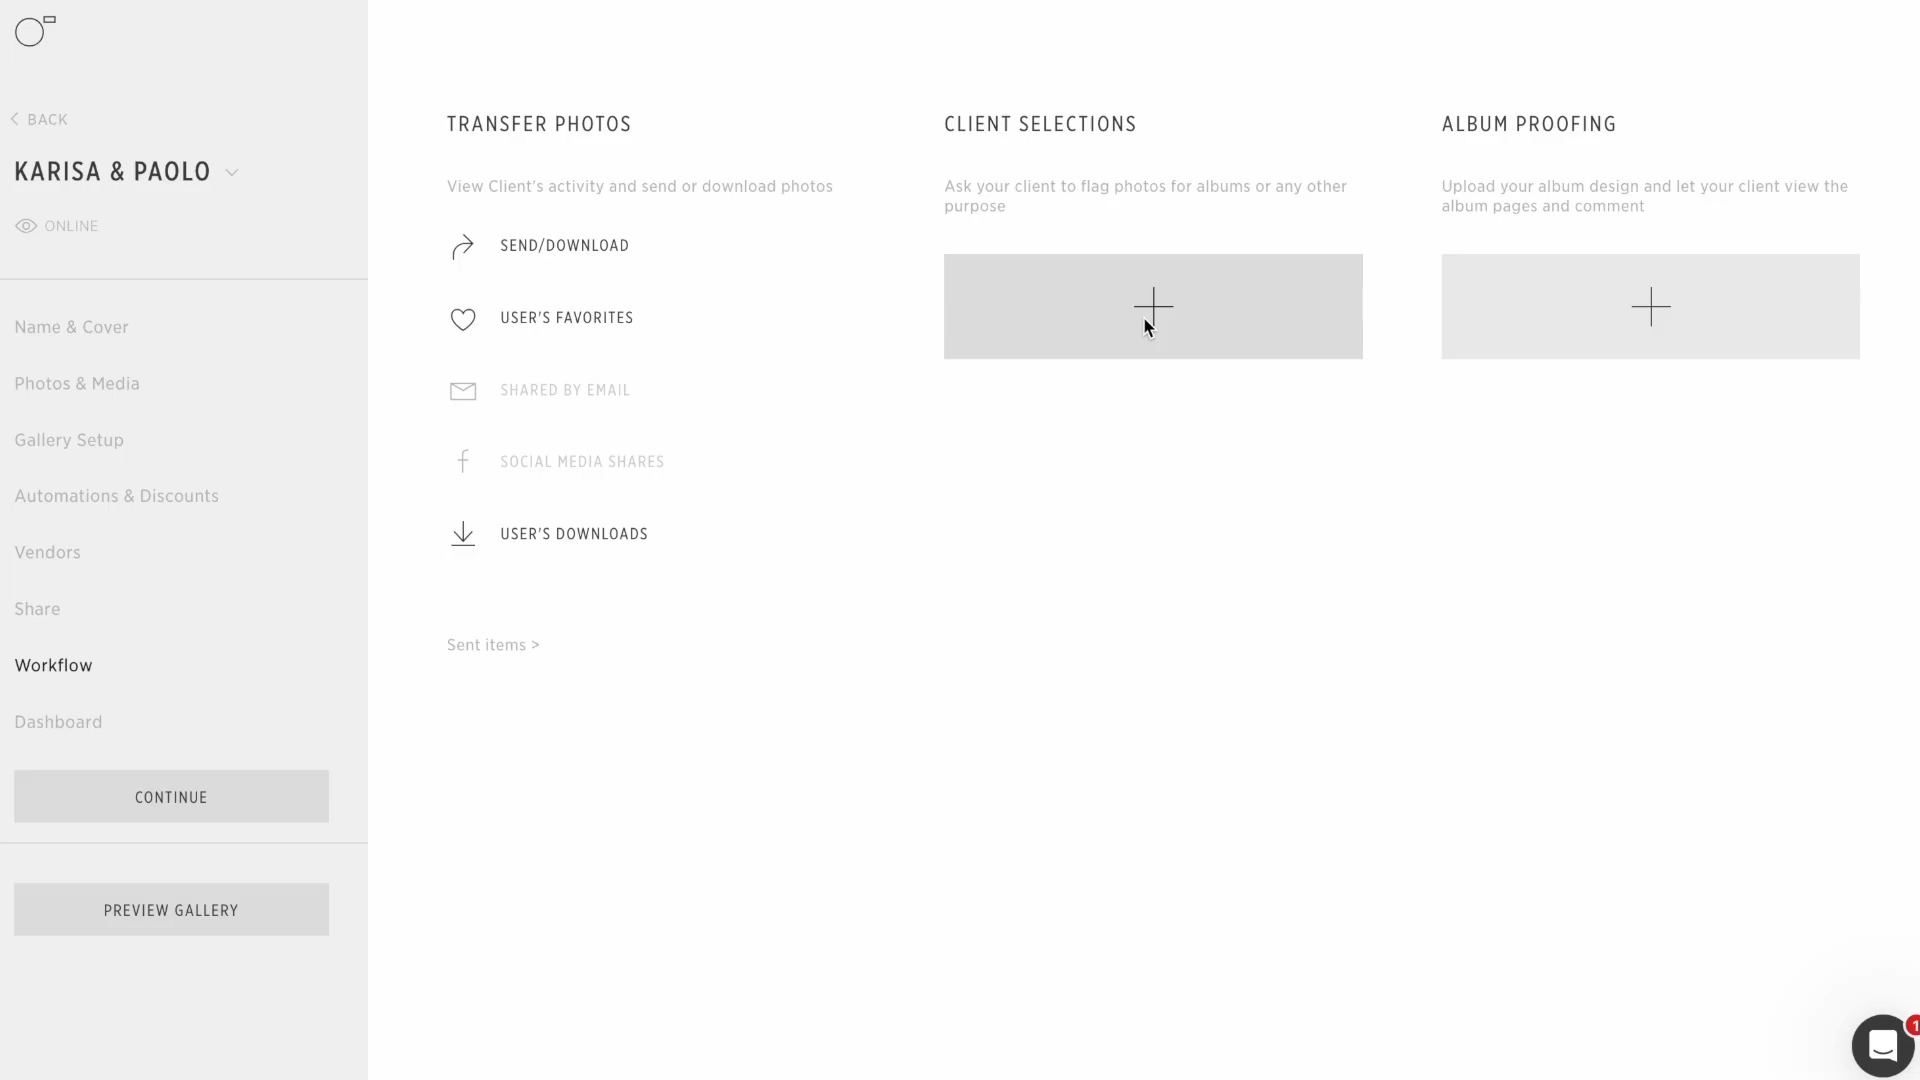 BACK
KARISA & PAOLO
ONLINE
Name & Cover
Photos & Media
Gallery Setup
Automations & Discounts
Vendors
Share
Workflow
Dashboard
CONTINUE
PREVIEW GALLERY
TRANSFER PHOTOS
View Client's activity and send or download photos
SEND/DOWNLOAD
USER'S FAVORITES
SHARED BY EMAIL
SOCIAL MEDIA SHARES
USER'S DOWNLOADS
Sent items >
CLIENT SELECTIONS
Ask your client to flag photos for albums or any other
purpose
ALBUM PROOFING
Upload your album design and let your client view the
album pages and comment
1